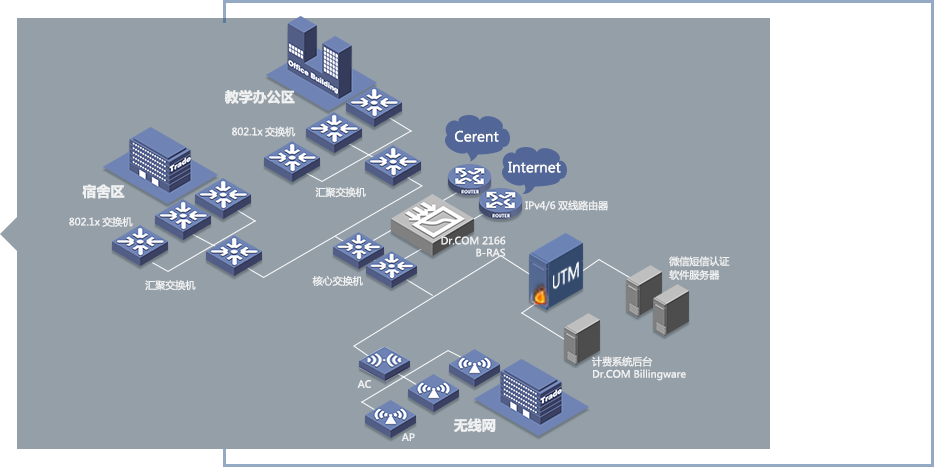 Office Building
教学办公区
802.1x 交换机
汇聚交换机
Cerent
Internet
ROUTER
ROUTER
IPv4/6 双线路由器
Trado
宿舍区
802.1x 交换机
汇聚交换机
Dr.COM 2166
B-RAS
核心交换机
UTM
微信短信认证
软件服务器
计费系统后台
Dr.COM Billingware
AC
AP
Trado
无线网